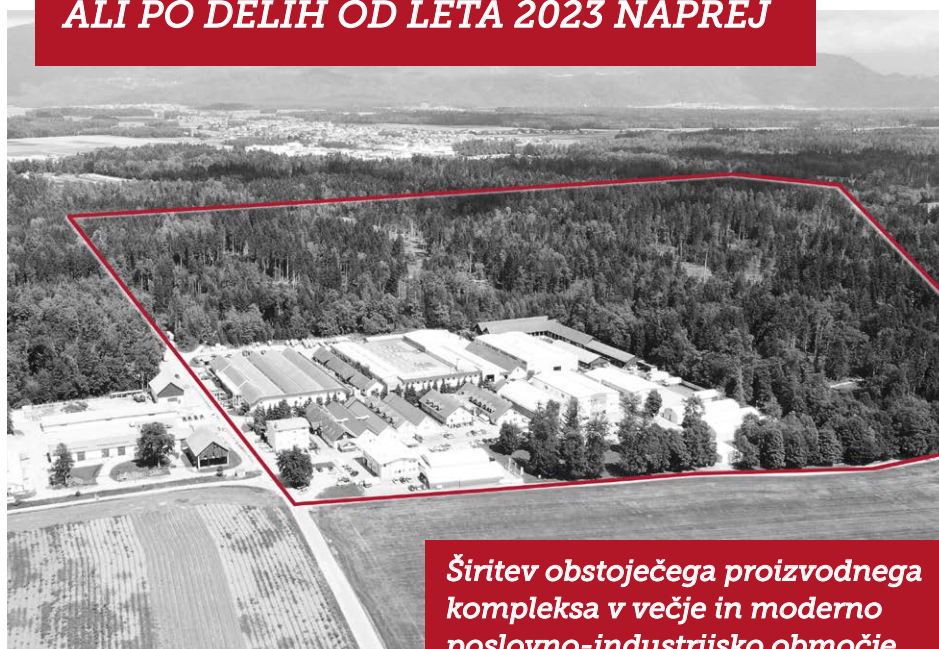 ALI PO DELIH OD LETA 2023 NAPREJ
Širitev obstoječega proizvodnega
kompleksa v večje in moderno
poslovno-industrijsko območje